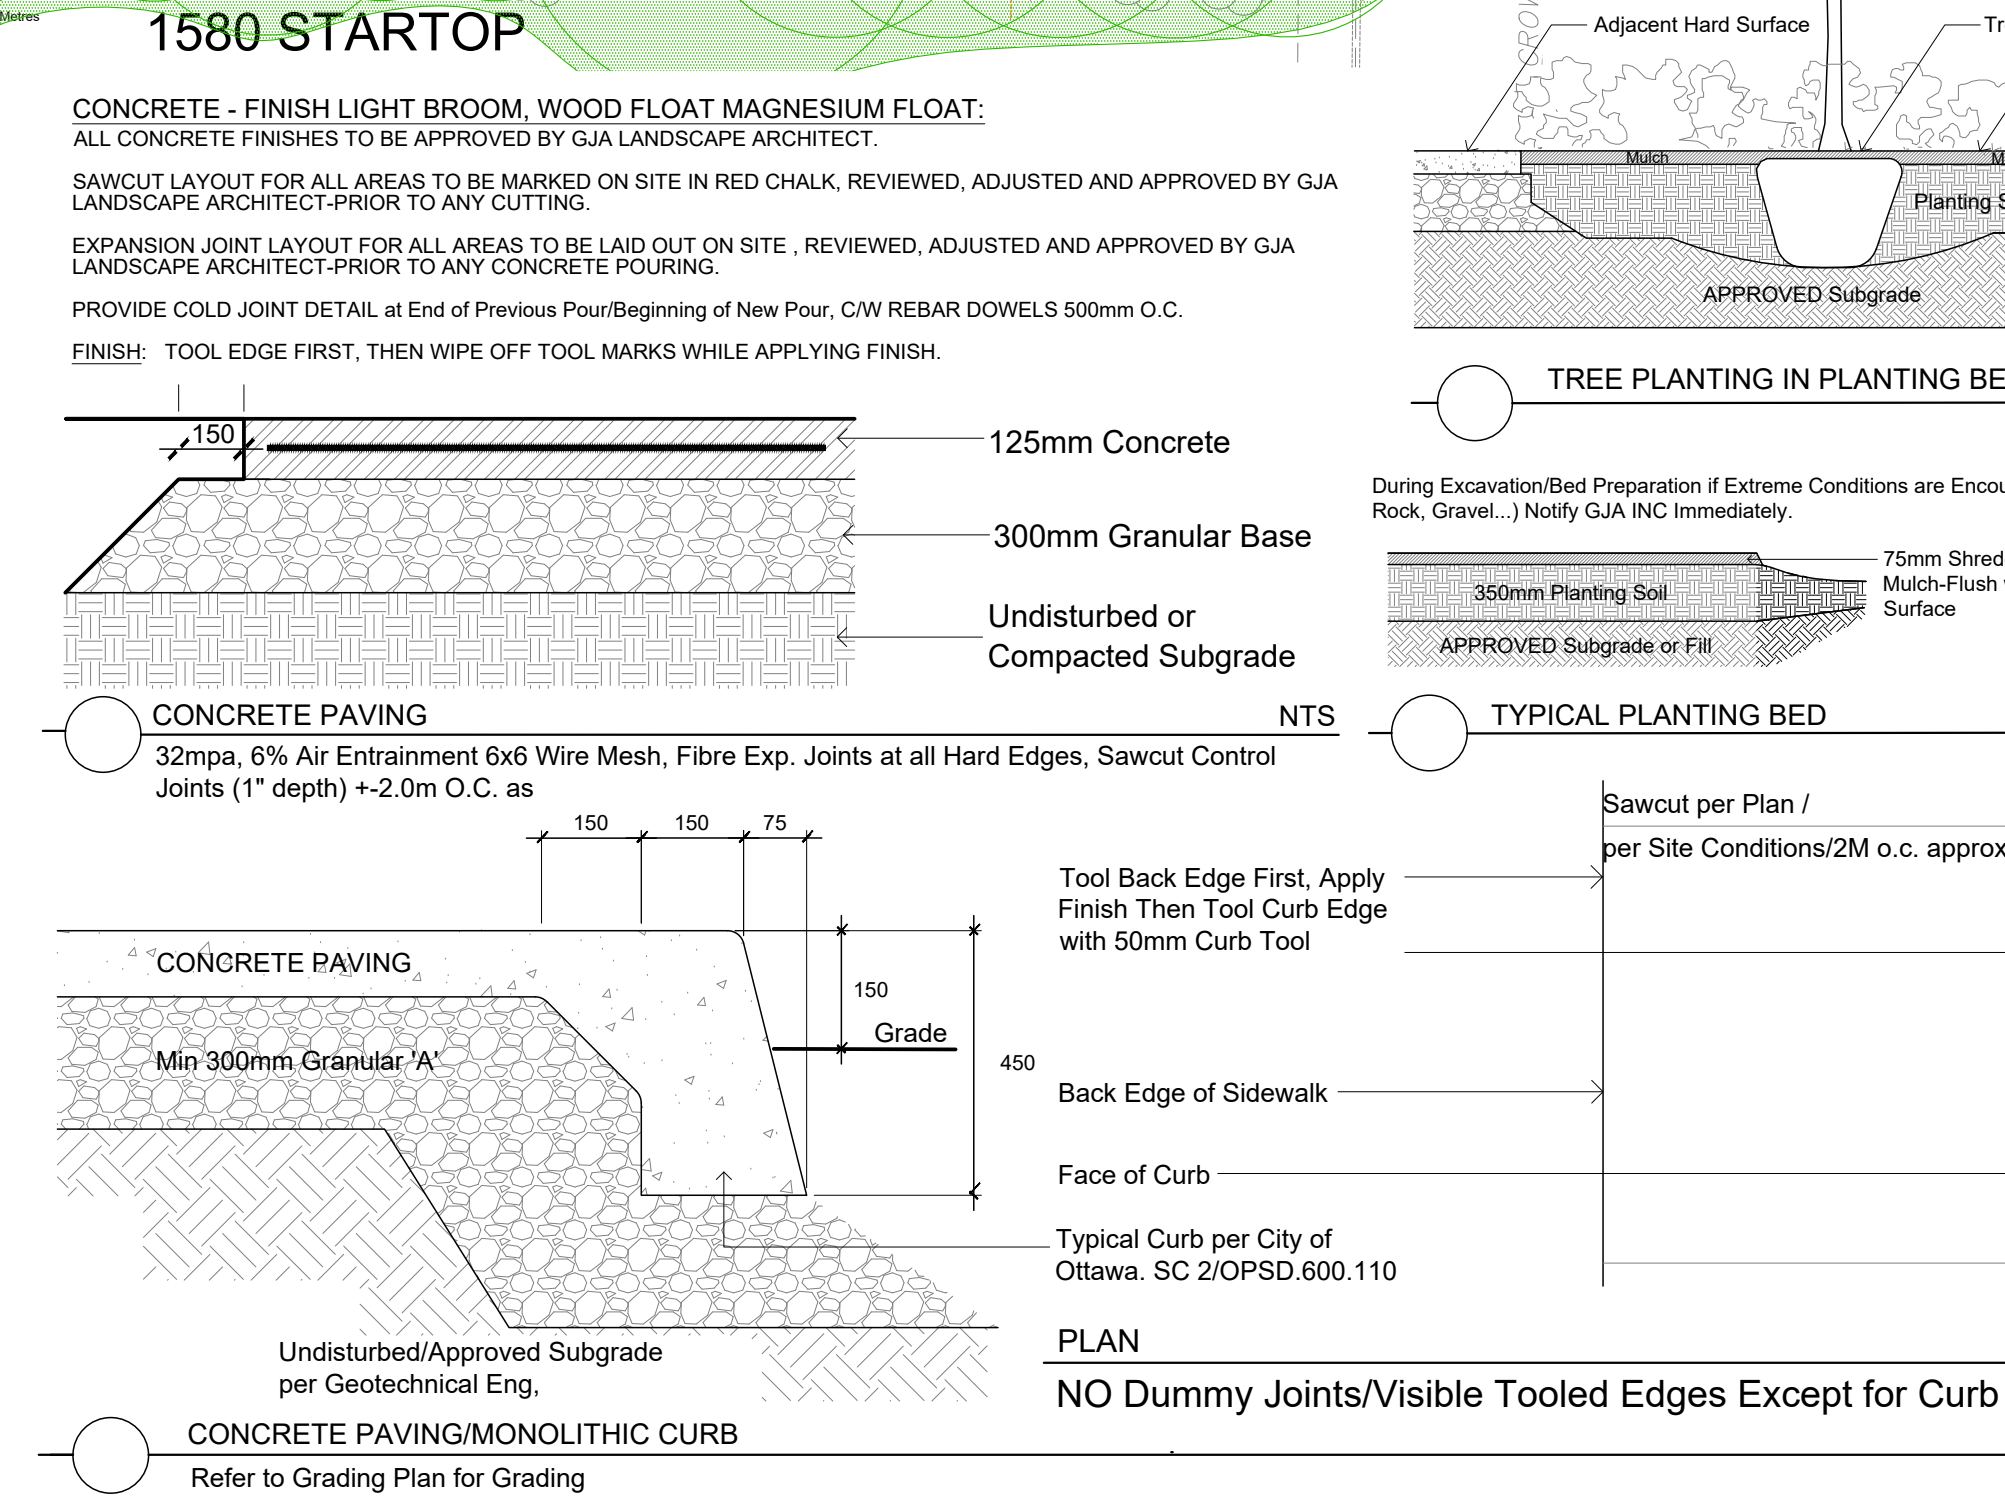 Metres
1580 STARTOP
CONCRETE - FINISH LIGHT BROOM, WOOD FLOAT MAGNESIUM FLOAT:
ALL CONCRETE FINISHES TO BE APPROVED BY GJA LANDSCAPE ARCHITECT.
SAWCUT LAYOUT FOR ALL AREAS TO BE MARKED ON SITE IN RED CHALK, REVIEWED, ADJUSTED AND APPROVED BY GJA
LANDSCAPE ARCHITECT-PRIOR TO ANY CUTTING.
EXPANSION JOINT LAYOUT FOR ALL AREAS TO BE LAID OUT ON SITE , REVIEWED, ADJUSTED AND APPROVED BY GJA
LANDSCAPE ARCHITECT-PRIOR TO ANY CONCRETE POURING.
PROVIDE COLD JOINT DETAIL at End of Previous Pour/Beginning of New Pour, C/W REBAR DOWELS 500mm O.C.
FINISH: TOOL EDGE FIRST, THEN WIPE OFF TOOL MARKS WHILE APPLYING FINISH.
150
125mm Concrete
300mm Granular Base
Undisturbed or
Compacted Subgrade
CONCRETE PAVING NTS
32mpa, 6% Air Entrainment 6x6 Wire Mesh, Fibre Exp. Joints at all Hard Edges, Sawcut Control
Joints (1" depth) +-2.0m O.C. as
150 150 75
CONCRETE PAVING
150
Grade
450
Min 300mm Granular 'A'
Undisturbed/Approved Subgrade
per Geotechnical Eng,
CONCRETE PAVING/MONOLITHIC CURB
Refer to Grading Plan for Grading
Adjacent Hard Surface
Mulch
Planting
APPROVED Subgrade
TREE PLANTING IN PLANTING
During Excavation/Bed Preparation if Extreme Conditions are
Rock, Gravel...) Notify GJA INC Immediately.
75mm
Mulch-Flush
Surface
350mm Planting Soil
APPROVED Subgrade or Fill
TYPICAL PLANTING BED
Sawcut per Plan /
per Site Conditions/2M o.c. approx
Tool Back Edge First, Apply
Finish Then Tool Curb Edge
with 50mm Curb Tool
Back Edge of Sidewalk
Face of Curb
Typical Curb per City of
Ottawa. SC 2/OPSD.600.110
PLAN
NO Dummy Joints/Visible Tooled Edges Except for Curb